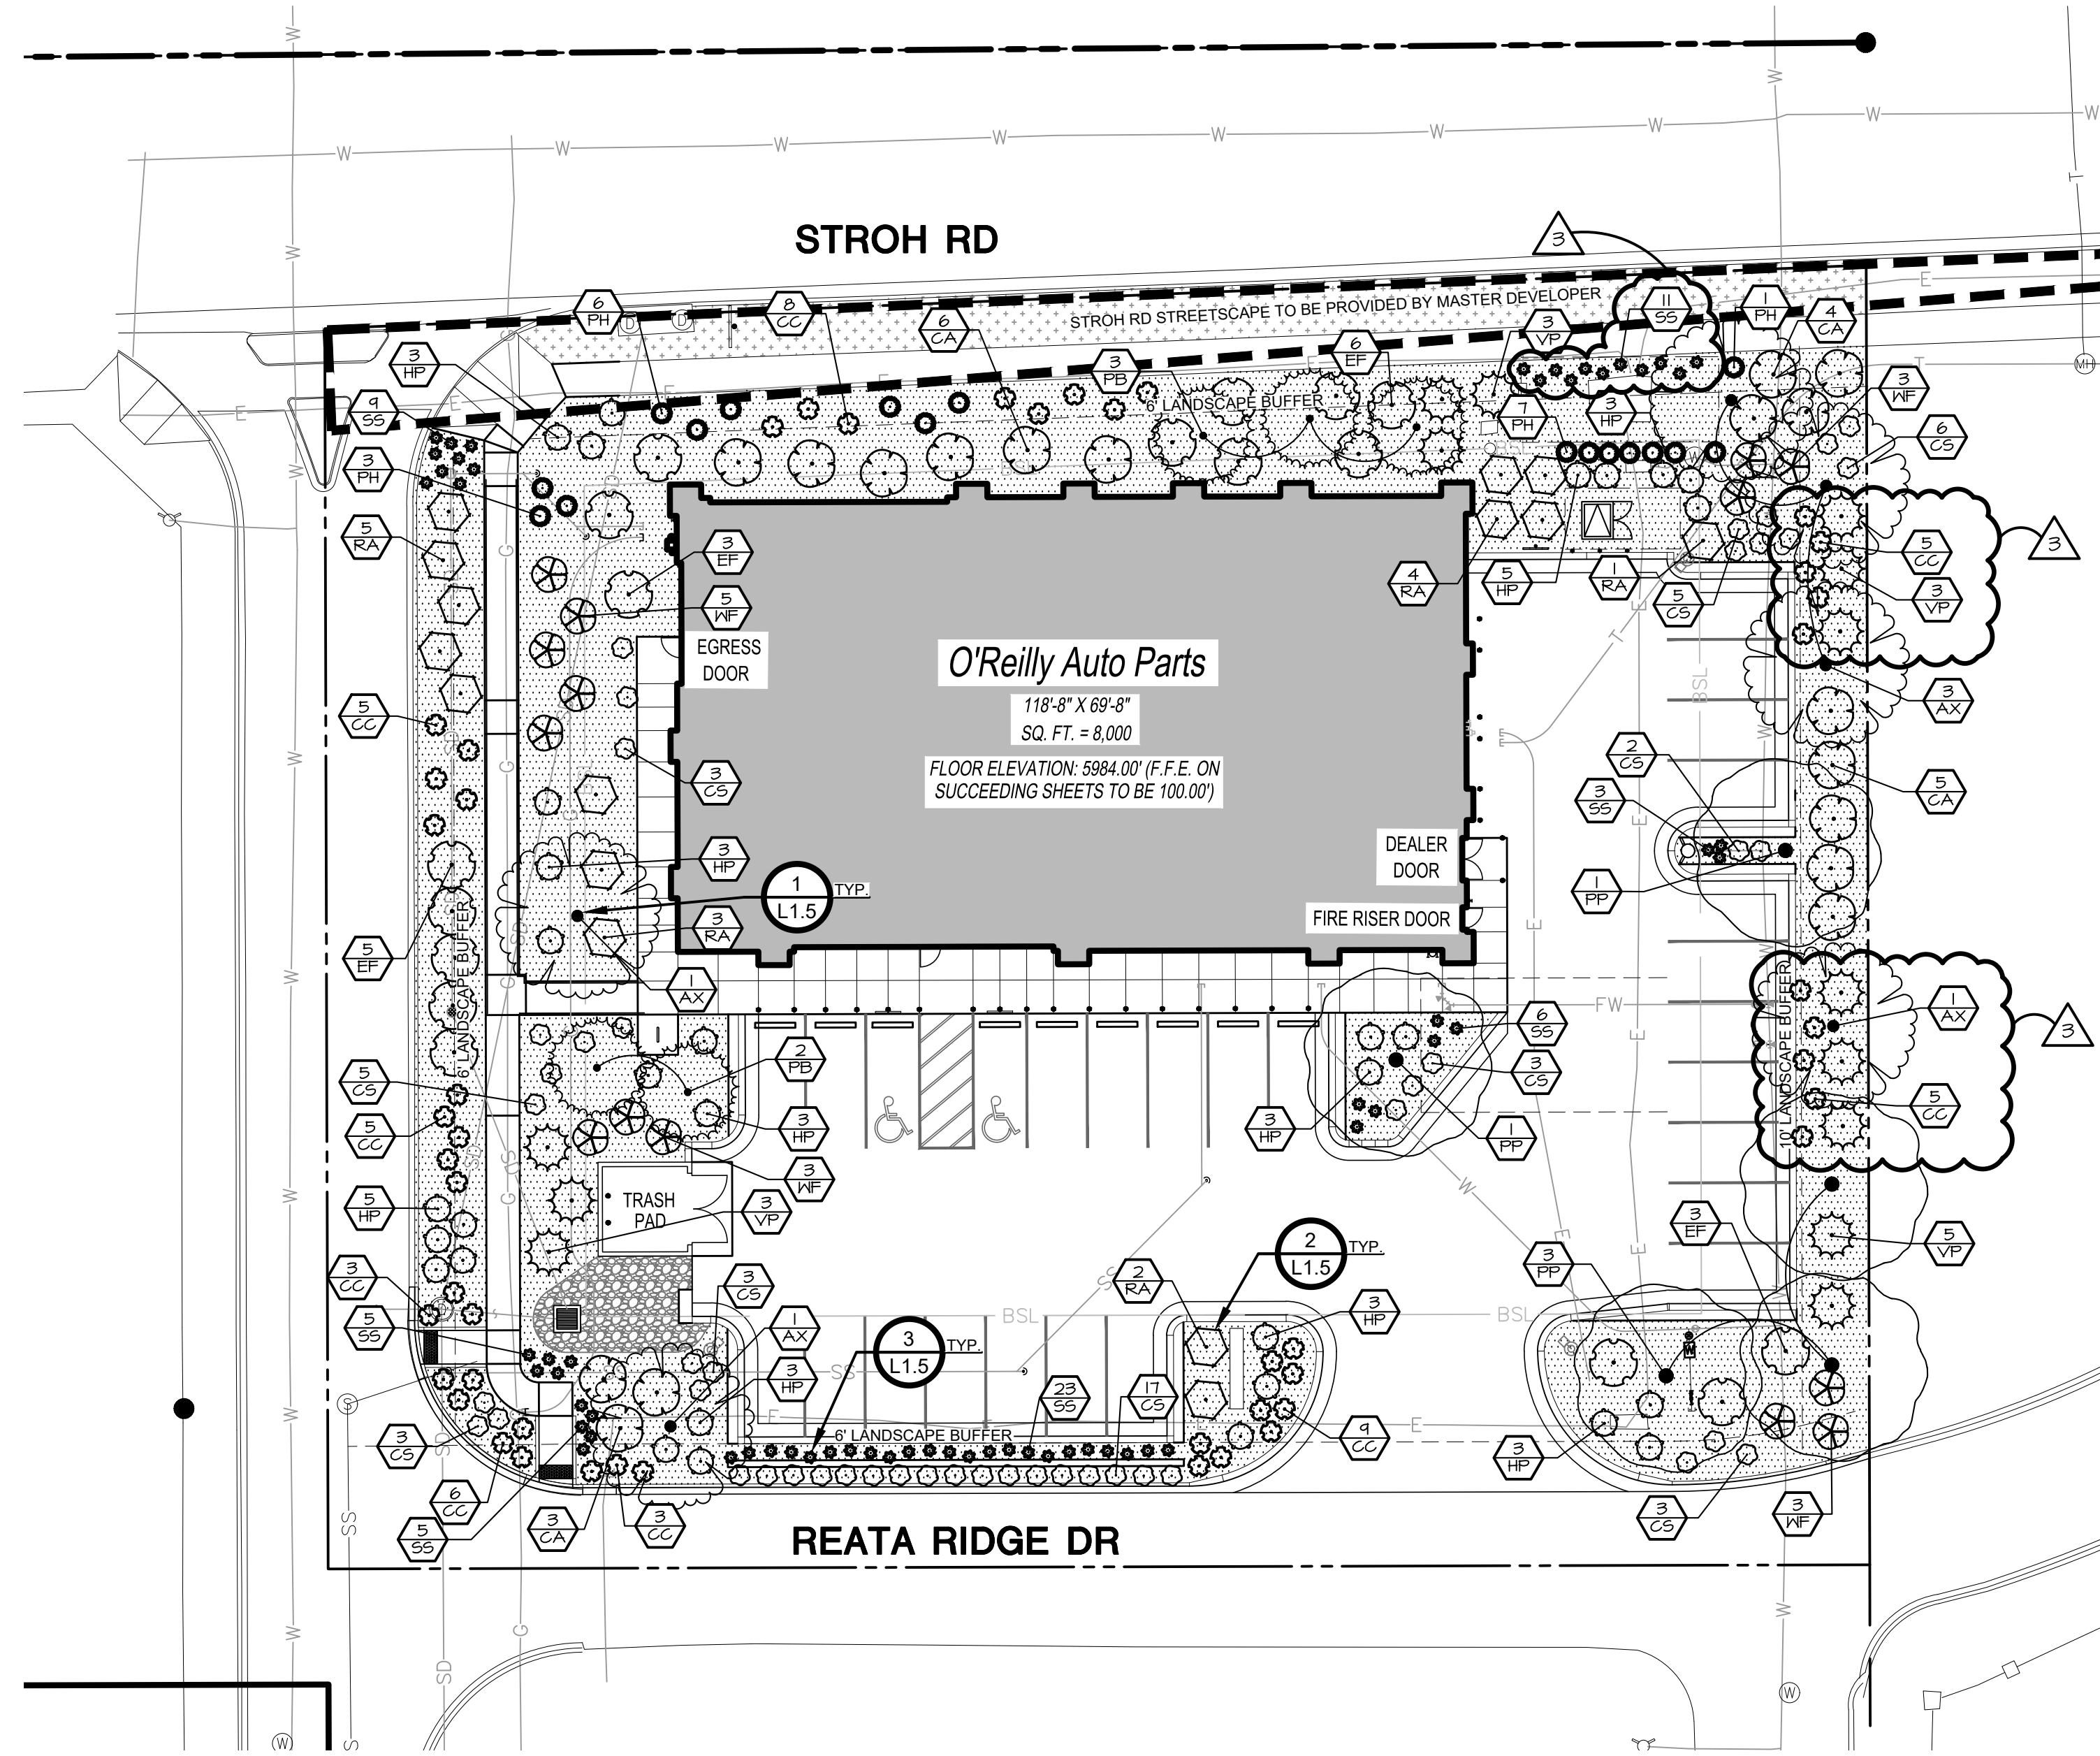 STROH RD
STROH RD STREETSCAPE TO BE PROVIDED BY MASTER DEVELOPER
3
6
PH
8
CC
6
CA
3
PB
6
EF
3
VP
11
SS
1
PH
4
CA
3
HP
9
SS
3
PH
5
RA
6' LANDSCAPE BUFFER
7
PH
3
HP
3
WF
6
CS
3
EF
5
WF
4
RA
5
HP
1
RA
5
CS
5
CC
3
VP
3
EGRESS
DOOR
O'Reilly Auto Parts
118'-8" X 69'-8"
SQ. FT. = 8,000
FLOOR ELEVATION: 5984.00' (F.F.E. ON
SUCCEEDING SHEETS TO BE 100.00')
5
CC
3
CS
3
AX
2
CS
3
SS
5
CA
3
HP
1
L1.5
TYP.
DEALER
DOOR
FIRE RISER DOOR
1
PP
3
RA
5
EF
6' LANDSCAPE BUFFER
1
AX
10' LANDSCAPE BUFFER
1
AX
3
6
SS
3
CS
2
PB
5
CS
5
CC
3
HP
3
HP
1
PP
5
CC
3
WF
5
HP
TRASH
PAD
3
VP
3
EF
5
VP
3
PP
2
L1.5
TYP.
3
CC
5
SS
3
CS
2
RA
3
HP
BSL
BSL
BSL
1
AX
3
L1.5
TYP.
3
HP
23
SS
17
CS
6' LANDSCAPE BUFFER
3
CS
9
CC
3
HP
6
CC
5
SS
3
CA
3
CC
3
CS
3
WF
REATA RIDGE DR
W
W
W
W
W
W
W
W
W
W
T
MH
E
E
E
T
G
G
G
G
SD
SD
SS
SS
SS
FW
E
E
W
W
W